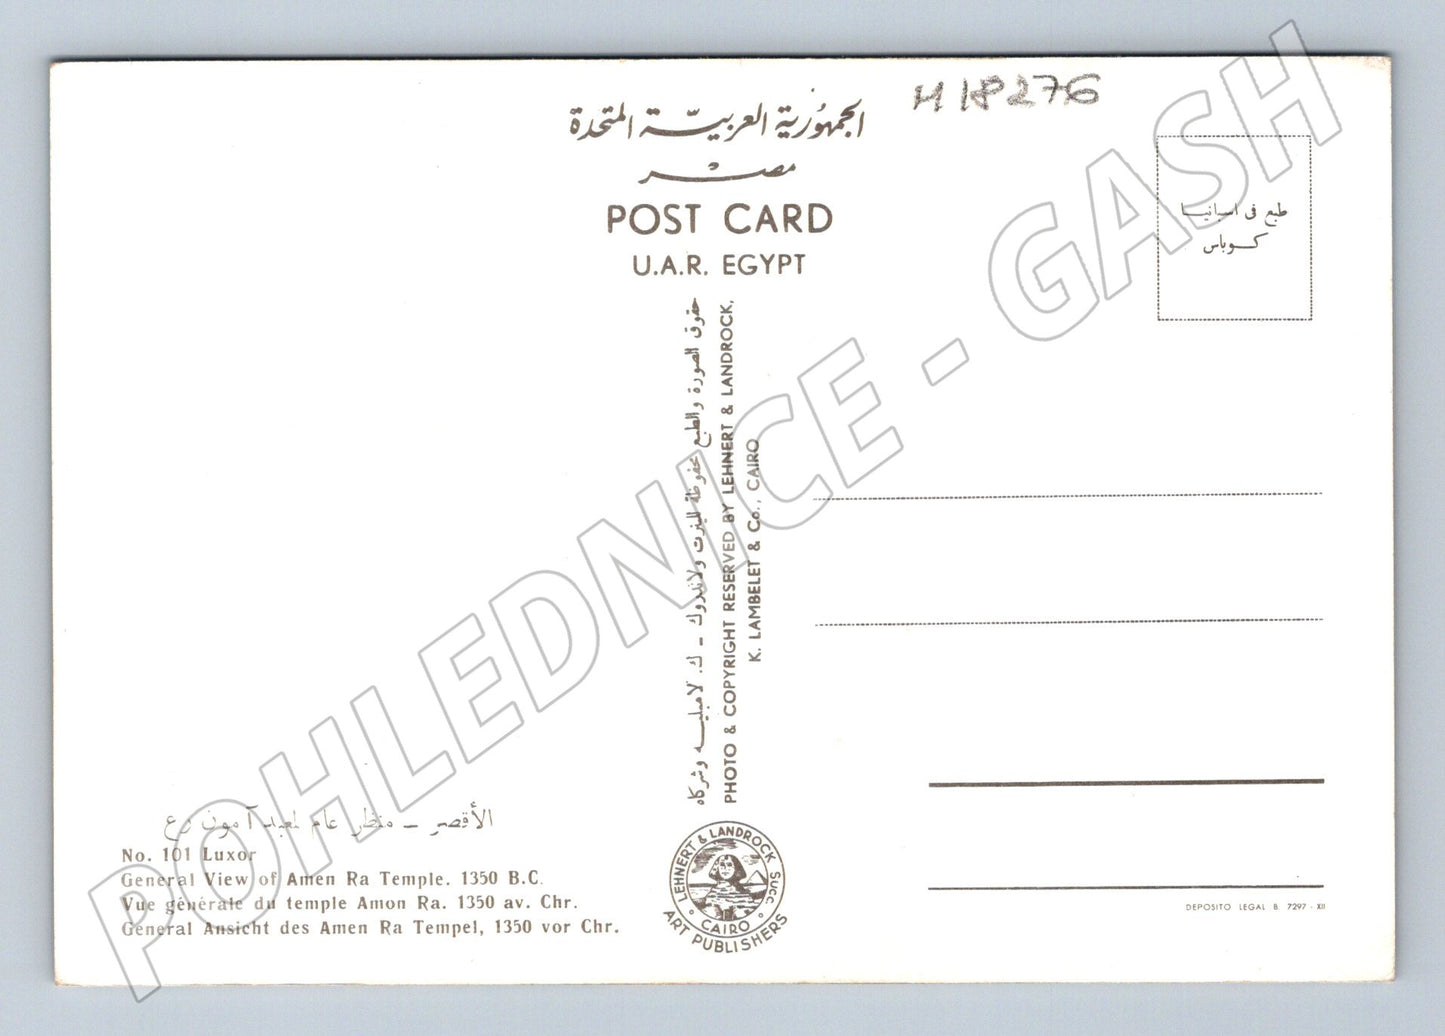 H 18276
الجمهورية العربية المتحدة
مصر
POST CARD
U.A.R. EGYPT
طبع فى اسبانيا
كوباس
حقوق الصورة والطبع محفوظة للينرت ولاندروك - ك. لامبليه وشركاه
PHOTO & COPYRIGHT RESERVED BY LEHNERT & LANDROCK,
K. LAMBELET & Co., CAIRO
الأقصر - منظر عام لمعبد آمون رع
No. 101 Luxor
General View of Amen Ra Temple. 1350 B.C.
Vue générale du temple Amon Ra. 1350 av. Chr.
General Ansicht des Amen Ra Tempel, 1350 vor Chr.
LEHNERT & LANDROCK SUCC.
CAIRO
ART PUBLISHERS
DEPOSITO LEGAL B. 7297 - XII
POHLEDNICE - GASH